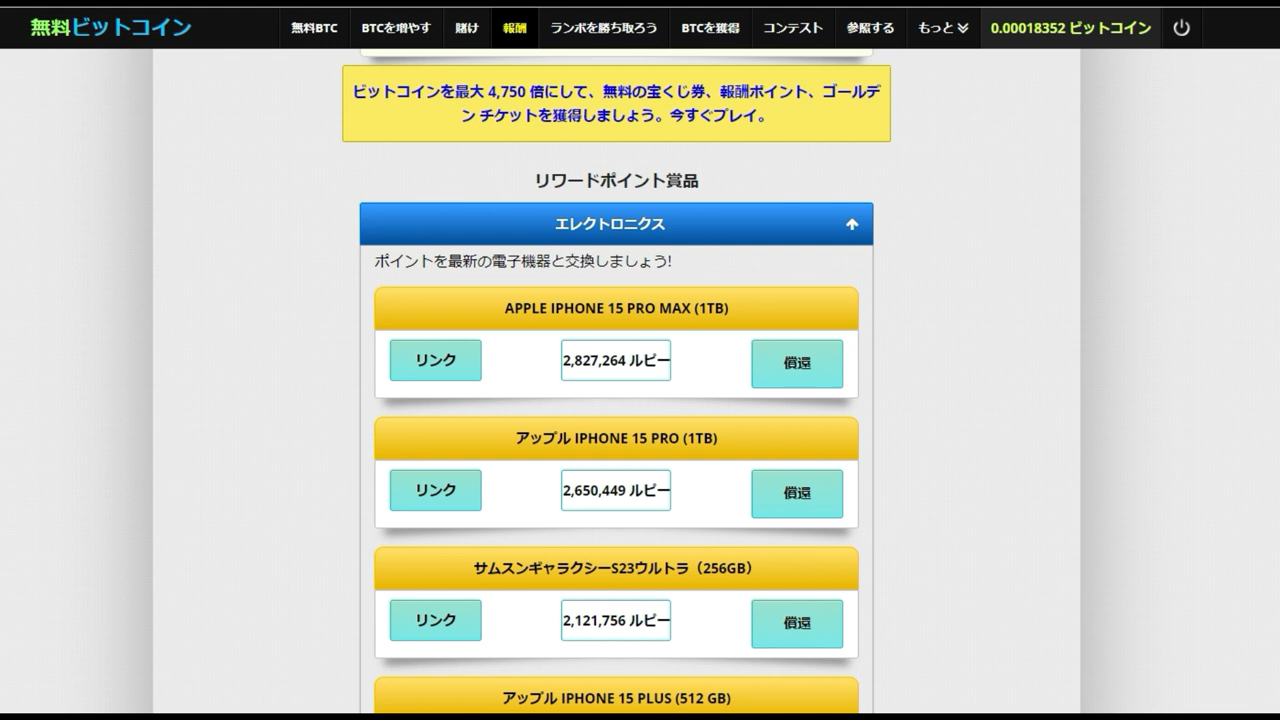 無料ビットコイン
無料BTC
BTCを増やす
賭け
報酬
ランボを勝ち取ろう
BTCを獲得
コンテスト
参照する
もっと
0.00018352 ビットコイン
ビットコインを最大 4,750 倍にして、無料の宝くじ券、報酬ポイント、ゴールデ
ン チケットを獲得しましょう。今すぐプレイ。
リワードポイント賞品
エレクトロニクス
ポイントを最新の電子機器と交換しましょう!
APPLE IPHONE 15 PRO MAX (1TB)
リンク
2,827,264 ルピー
償還
アップル IPHONE 15 PRO (1TB)
リンク
2,650,449 ルピー
償還
サムスンギャラクシーS23ウルトラ（256GB）
リンク
2,121,756 ルピー
償還
アップル IPHONE 15 PLUS (512 GB)